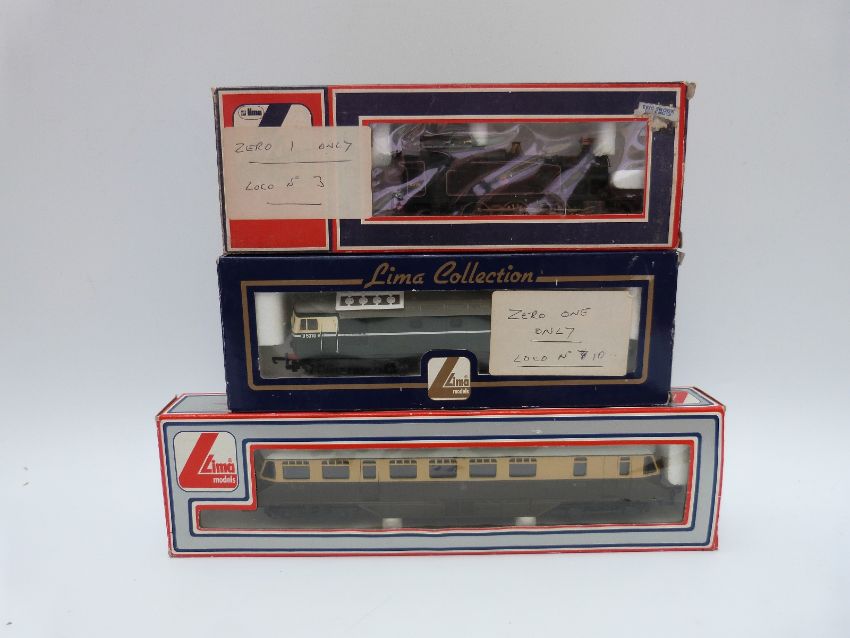 Lima
ZERO 1 ONLY
LOCO Nº 3
Lima Collection
ZERO ONE
ONLY
LOCO Nº 10
Lima
models
Lima
models